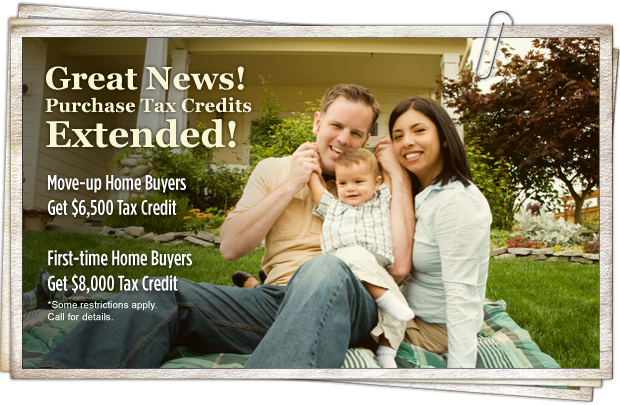 Great News!
Purchase Tax Credits
Extended!
Move-up Home Buyers
Get $6,500 Tax Credit
First-time Home Buyers
Get $8,000 Tax Credit
*Some restrictions apply.
Call for details.